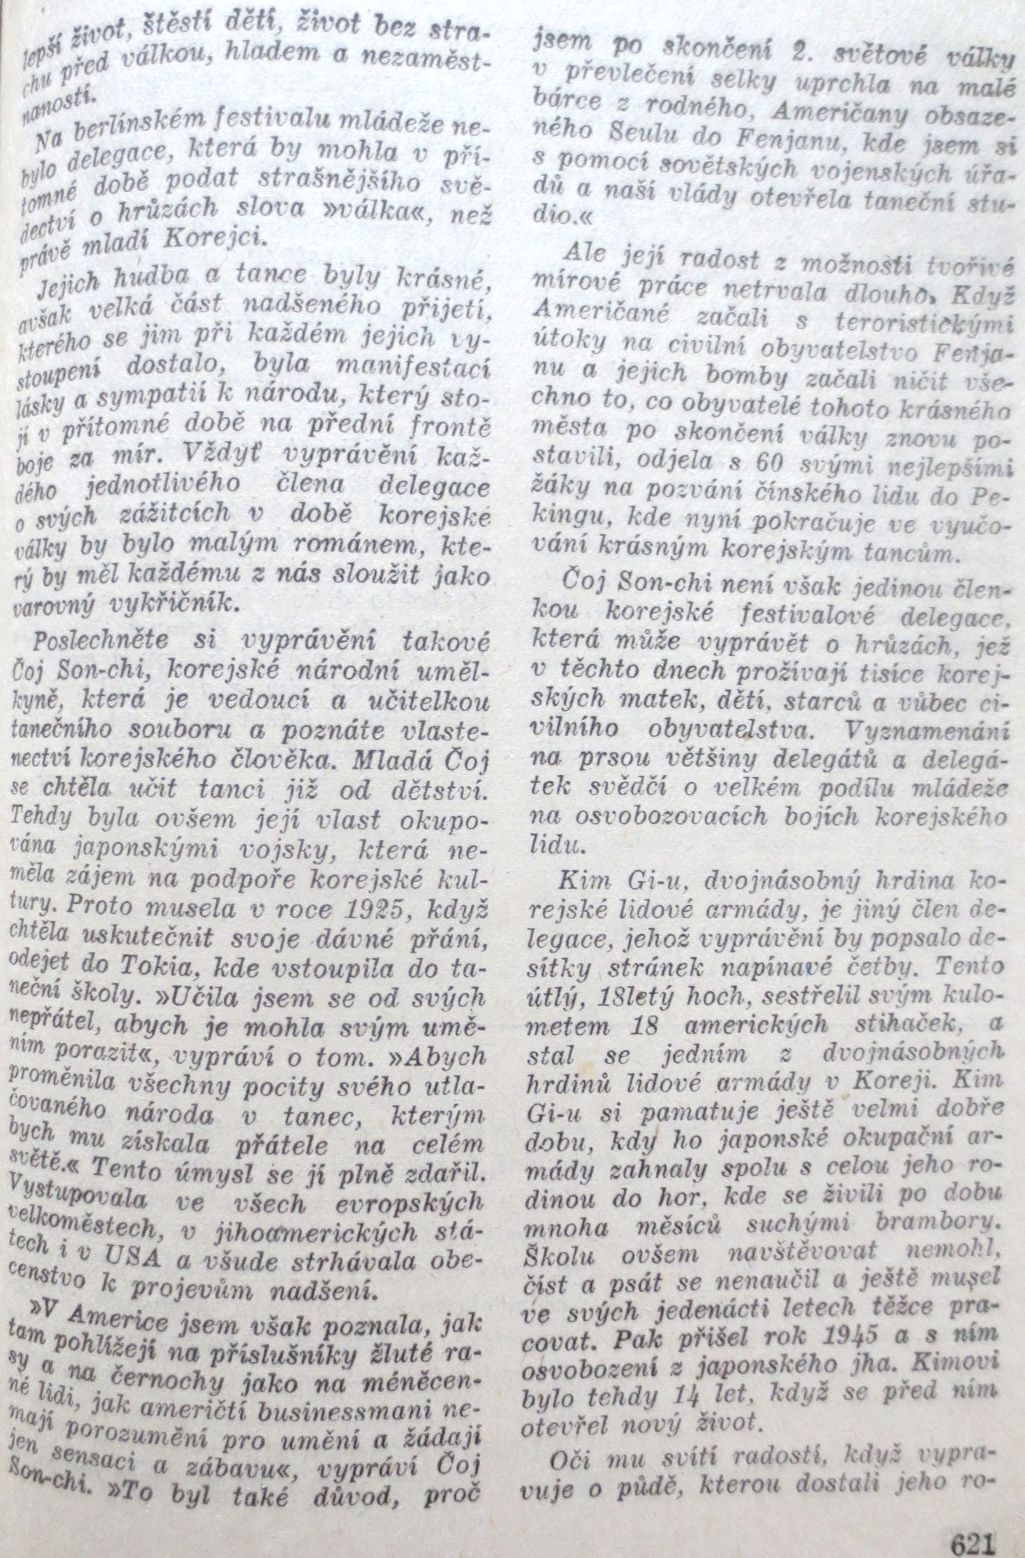 lepší život, štěstí dětí, život bez stra-
chu před válkou, hladem a nezaměst-
naností.
Na berlínském festivalu mládeže ne-
bylo delegace, která by mohla v pří-
tomné době podat strašnějšího svě-
dectví o hrůzách slova »válka«, než
právě mladí Korejci.
Jejich hudba a tance byly krásné,
avšak velká část nadšeného přijetí,
kterého se jim při každém jejich vy-
stoupení dostalo, byla manifestací
lásky a sympatií k národu, který sto-
jí v přítomné době na přední frontě
boje za mír. Vždyť vyprávění kaž-
dého jednotlivého člena delegace
o svých zážitcích v době korejské
války by bylo malým románem, kte-
rý by měl každému z nás sloužit jako
varovný vykřičník.
Poslechněte si vyprávění takové
Čoj Son-chi, korejské národní uměl-
kyně, která je vedoucí a učitelkou
tanečního souboru a poznáte vlaste-
nectví korejského člověka. Mladá Čoj
se chtěla učit tanci již od dětství.
Tehdy byla ovšem její vlast okupo-
vána japonskými vojsky, která ne-
měla zájem na podpoře korejské kul-
tury. Proto musela v roce 1925, když
chtěla uskutečnit svoje dávné přání,
odejet do Tokia, kde vstoupila do ta-
neční školy. »Učila jsem se od svých
nepřátel, abych je mohla svým umě-
ním porazit«, vypráví o tom. »Abych
proměnila všechny pocity svého utla-
čovaného národa v tanec, kterým
bych mu získala přátele na celém
světě.« Tento úmysl se jí plně zdařil.
Vystupovala ve všech evropských
velkoměstech, v jihoamerických stá-
tech i v USA a všude strhávala obe-
censtvo k projevům nadšení.
»V Americe jsem však poznala, jak
tam pohlížejí na příslušníky žluté ra-
sy a na černochy jako na méněcen-
né lidi, jak američtí businessmani ne-
mají porozumění pro umění a žádají
jen sensaci a zábavu«, vypráví Čoj
Son-chi. »To byl také důvod, proč
jsem po skončení 2. světové války
v převlečení selky uprchla na malé
bárce z rodného, Američany obsaze-
ného Seulu do Fenjanu, kde jsem si
s pomocí sovětských vojenských úřa-
dů a naší vlády otevřela taneční stu-
dio.«
Ale její radost z možnosti tvořivé
mírové práce netrvala dlouho. Když
Američané začali s teroristickými
útoky na civilní obyvatelstvo Fenja-
nu a jejich bomby začali ničit vše-
chno to, co obyvatelé tohoto krásného
města po skončení války znovu po-
stavili, odjela s 60 svými nejlepšími
žáky na pozvání čínského lidu do Pe-
kingu, kde nyní pokračuje ve vyučo-
vání krásným korejským tancům.
Čoj Son-chi není však jedinou člen-
kou korejské festivalové delegace,
která může vyprávět o hrůzách, jež
v těchto dnech prožívají tisíce korej-
ských matek, dětí, starců a vůbec ci-
vilního obyvatelstva. Vyznamenání
na prsou většiny delegátů a delegá-
tek svědčí o velkém podílu mládeže
na osvobozovacích bojích korejského
lidu.
Kim Gi-u, dvojnásobný hrdina ko-
rejské lidové armády, je jiný člen de-
legace, jehož vyprávění by popsalo de-
sítky stránek napínavé četby. Tento
útlý, 18letý hoch, sestřelil svým kulo-
metem 18 amerických stihaček, a
stal se jedním z dvojnásobných
hrdinů lidové armády v Koreji. Kim
Gi-u si pamatuje ještě velmi dobře
dobu, kdy ho japonské okupační ar-
mády zahnaly spolu s celou jeho ro-
dinou do hor, kde se živili po dobu
mnoha měsíců suchými brambory.
Školu ovšem navštěvovat nemohl,
číst a psát se nenaučil a ještě musel
ve svých jedenácti letech těžce pra-
covat. Pak přišel rok 1945 a s ním
osvobození z japonského jha. Kimovi
bylo tehdy 14 let, když se před ním
otevřel nový život.
Oči mu svítí radostí, když vypra-
vuje o půdě, kterou dostali jeho ro-
621